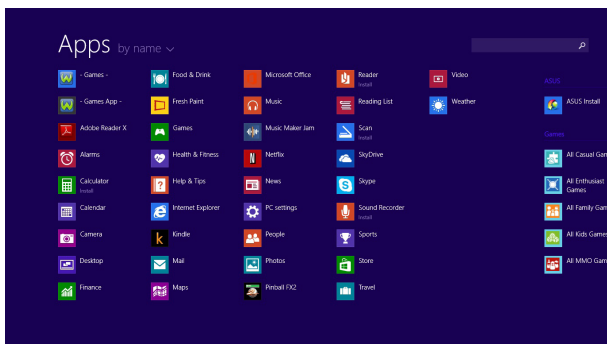 Apps by name
- Games -
- Games App -
Adobe Reader X
Alarms
Calculator
Install
Calendar
Camera
Desktop
Finance
Food & Drink
Fresh Paint
Games
Health & Fitness
Help & Tips
Internet Explorer
Kindle
Mail
Maps
Microsoft Office
Music
Music Maker Jam
Netflix
News
PC settings
People
Photos
Pinball FX2
Reader
Install
Reading List
Scan
Install
SkyDrive
Skype
Sound Recorder
Install
Sports
Store
Travel
Video
Weather
ASUS
ASUS Install
Games
All Casual Gam
All Enthusiast
Games
All Family Gam
All Kids Games
All MMO Gam